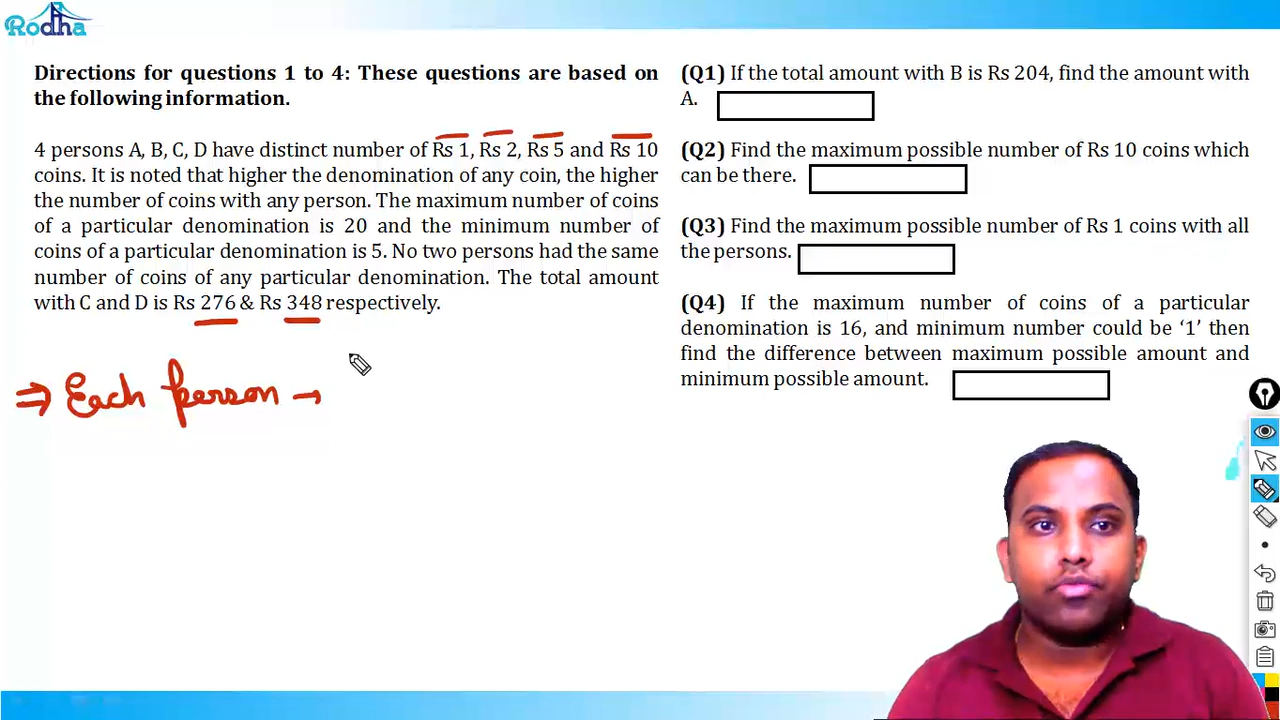 Rodha
Directions for questions 1 to 4: These questions are based on
the following information.
4 persons A, B, C, D have distinct number of Rs 1, Rs 2, Rs 5 and Rs 10
coins. It is noted that higher the denomination of any coin, the higher
the number of coins with any person. The maximum number of coins
of a particular denomination is 20 and the minimum number of
coins of a particular denomination is 5. No two persons had the same
number of coins of any particular denomination. The total amount
with C and D is Rs 276 & Rs 348 respectively.
⇒ Each person →
(Q1) If the total amount with B is Rs 204, find the amount with
A.
(Q2) Find the maximum possible number of Rs 10 coins which
can be there.
(Q3) Find the maximum possible number of Rs 1 coins with all
the persons.
(Q4) If the maximum number of coins of a particular
denomination is 16, and minimum number could be ‘1’ then
find the difference between maximum possible amount and
minimum possible amount.